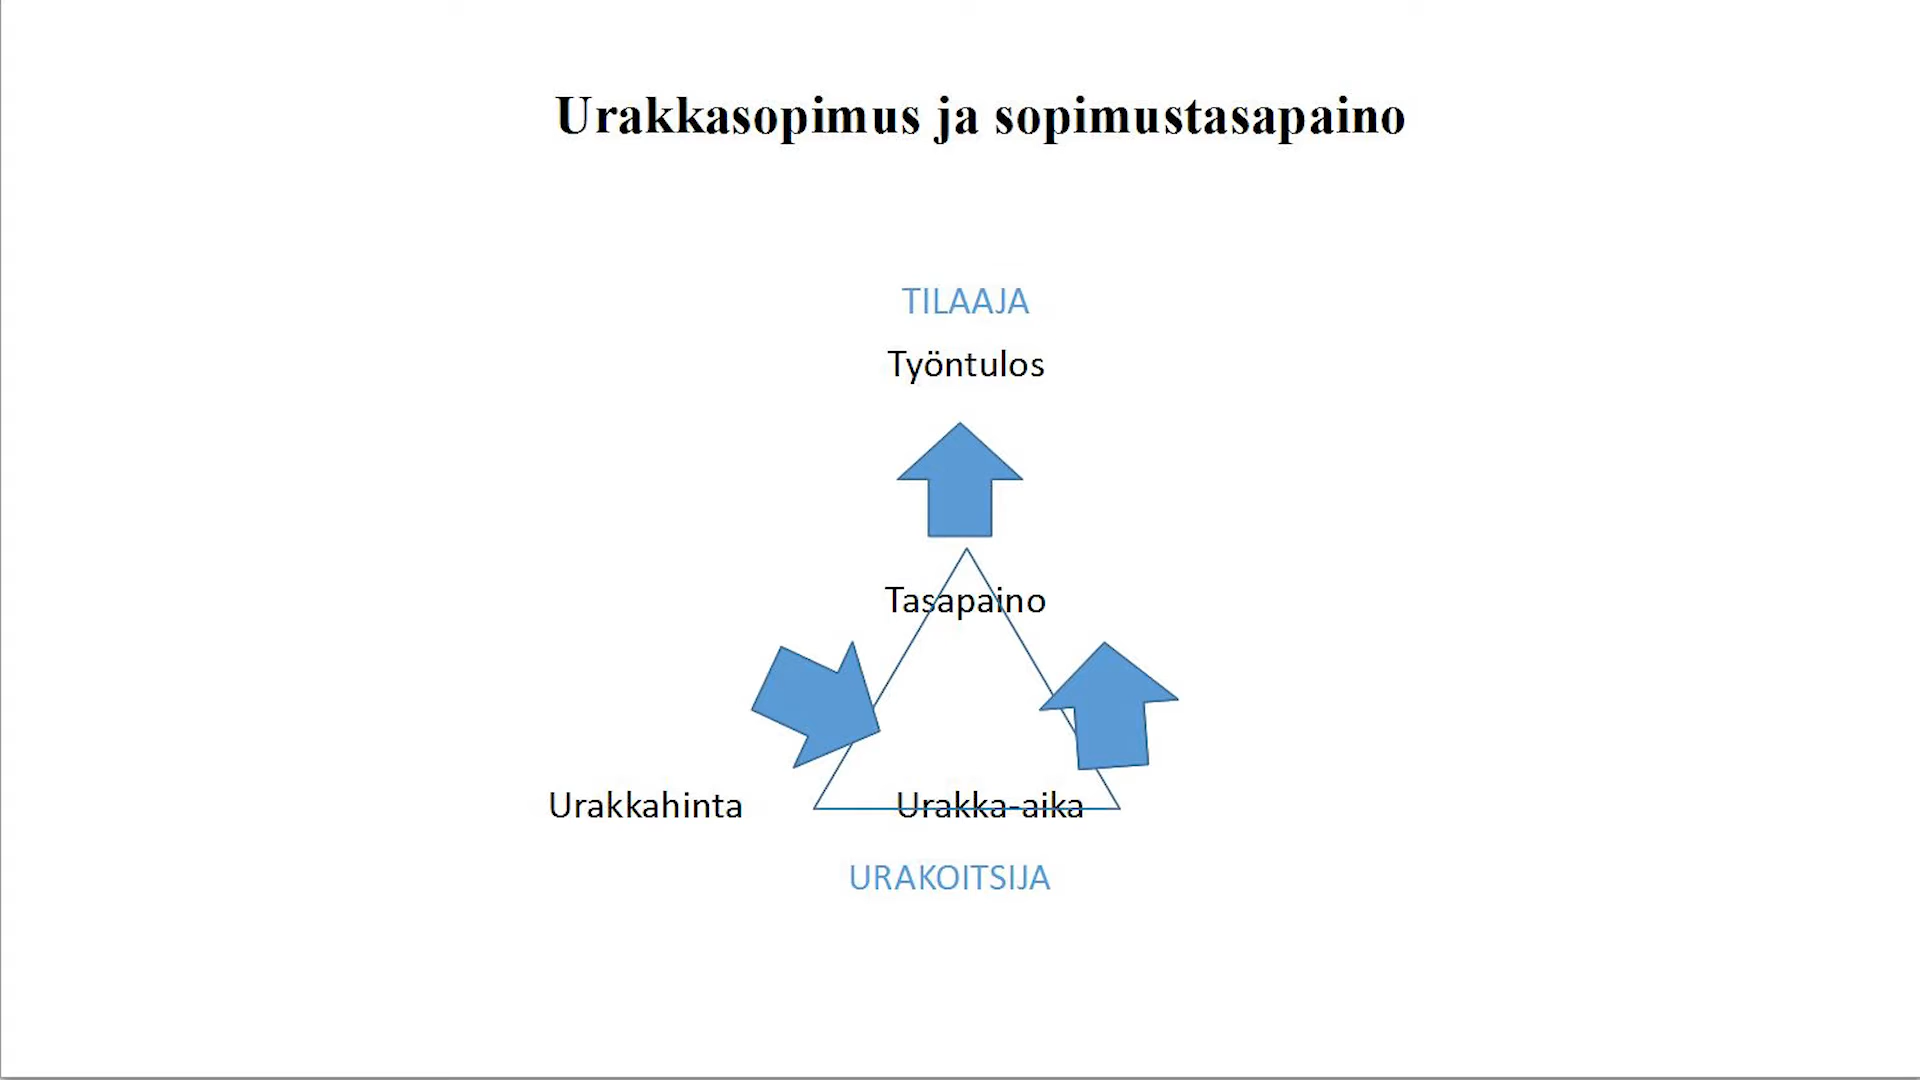 Urakkasopimus ja sopimustasapaino
TILAAJA
Työntulos
Tasapaino
Urakkahinta Urakka-aika
URAKOITSIJA